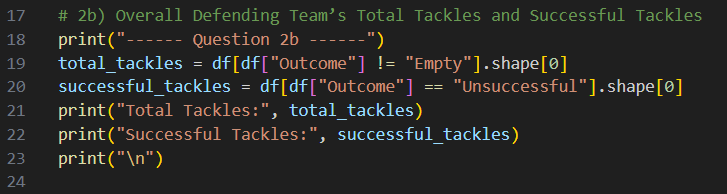 17 # 2b) Overall Defending Team’s Total Tackles and Successful Tackles
18 print("------ Question 2b ------")
19 total_tackles = df[df["Outcome"] != "Empty"].shape[0]
20 successful_tackles = df[df["Outcome"] == "Unsuccessful"].shape[0]
21 print("Total Tackles:", total_tackles)
22 print("Successful Tackles:", successful_tackles)
23 print("\n")
24